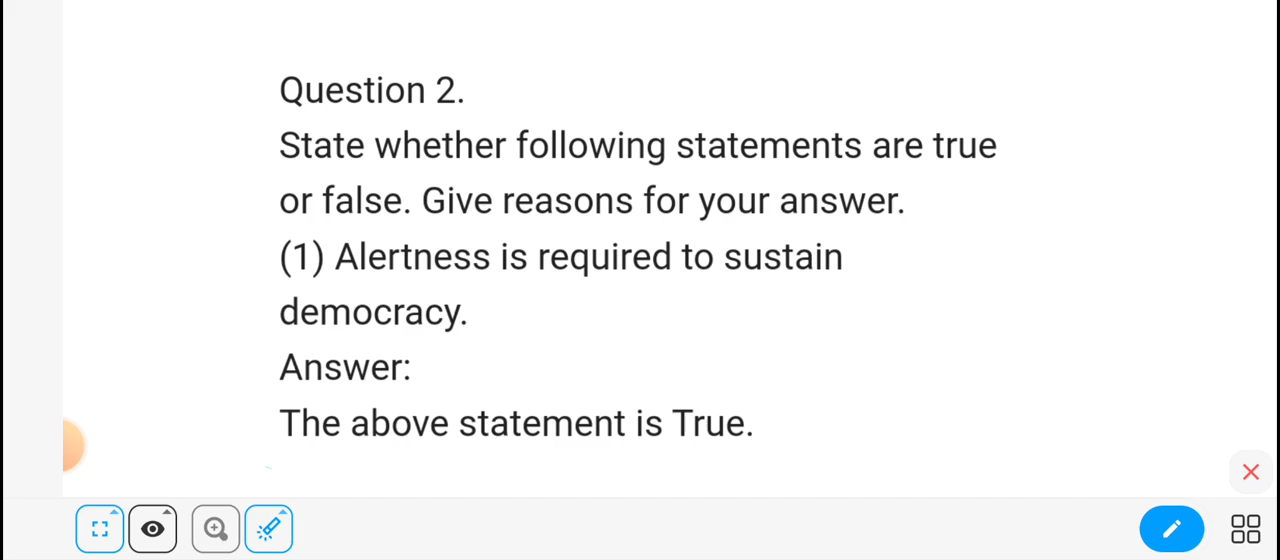 Question 2.
State whether following statements are true
or false. Give reasons for your answer.
(1) Alertness is required to sustain
democracy.
Answer:
The above statement is True.